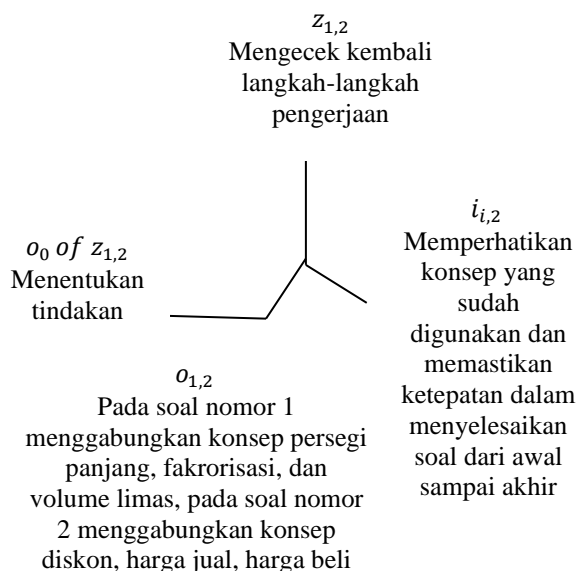 z1,2
Mengecek kembali
langkah-langkah
pengerjaan
o0 of z1,2
Menentukan
tindakan
ii,2
Memperhatikan
konsep yang
sudah
digunakan dan
memastikan
ketepatan dalam
menyelesaikan
soal dari awal
sampai akhir
o1,2
Pada soal nomor 1
menggabungkan konsep persegi
panjang, fakrorisasi, dan
volume limas, pada soal nomor
2 menggabungkan konsep
diskon, harga jual, harga beli